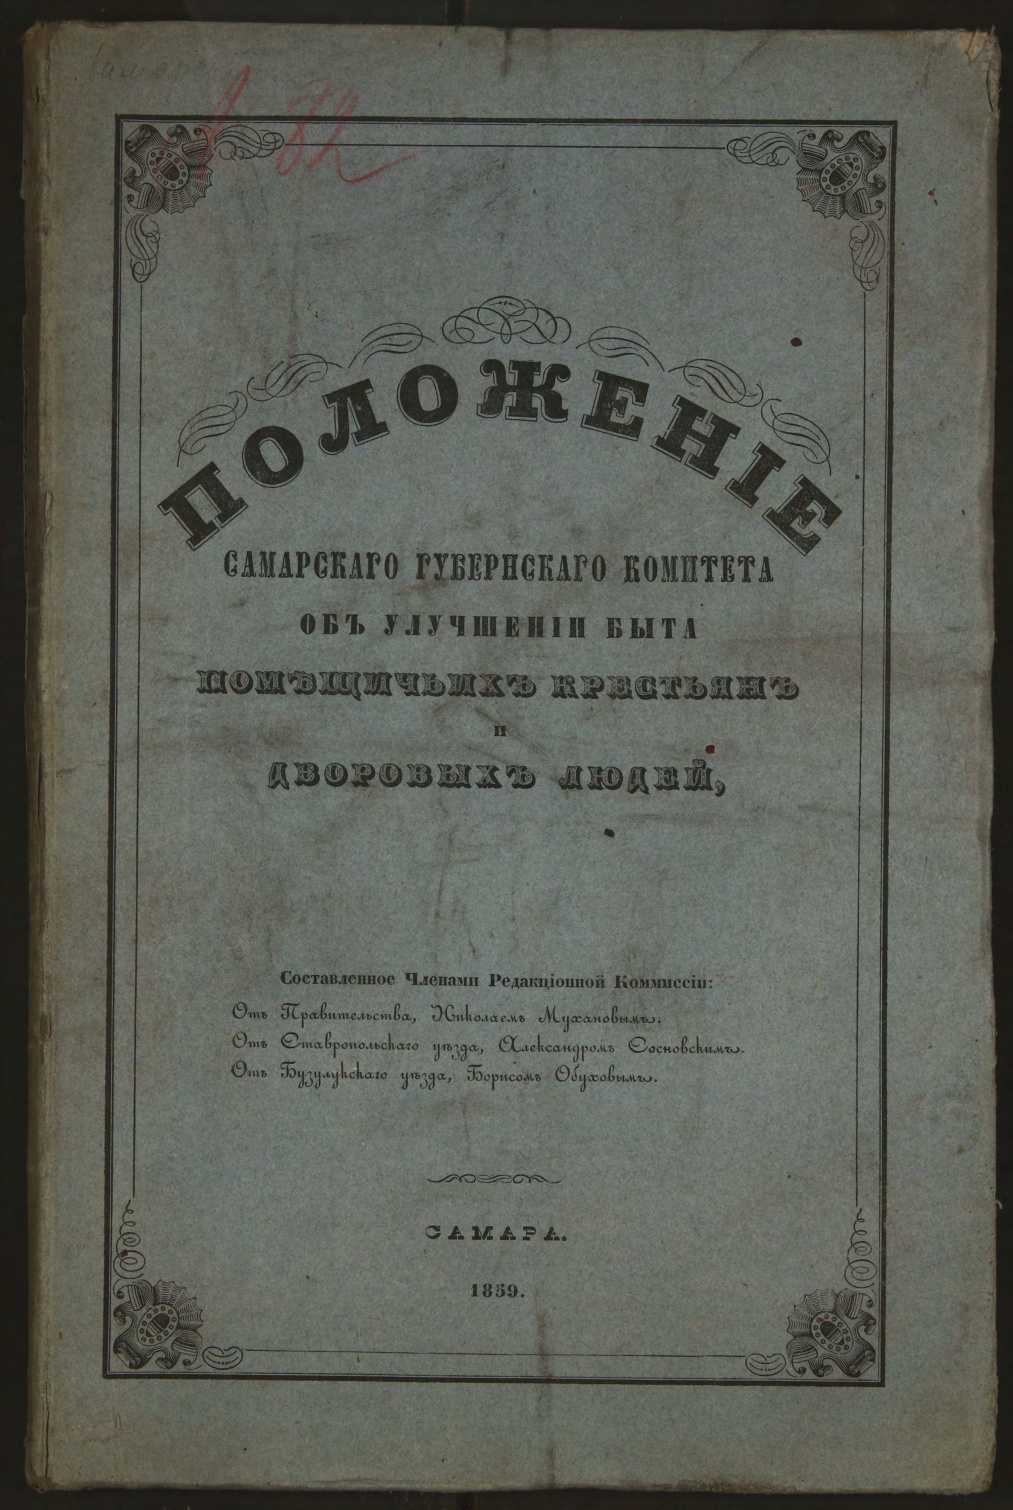 82
ПОЛОЖЕНІЕ
САМАРСКАГО ГУБЕРНСКАГО КОМИТЕТА
ОБЪ УЛУЧШЕНІИ БЫТА
ПОМѢЩИЧЬИХЪ КРЕСТЬЯНЪ
И
ДВОРОВЫХЪ ЛЮДЕЙ,
Составленное Членами Редакціонной Коммиссіи:
Отъ Правительства, Николаемъ Мухановымъ.
Отъ Ставропольскаго уѣзда, Александромъ Сосновскимъ.
Отъ Бузулукскаго уѣзда, Борисомъ Обуховымъ.
САМАРА.
1859.